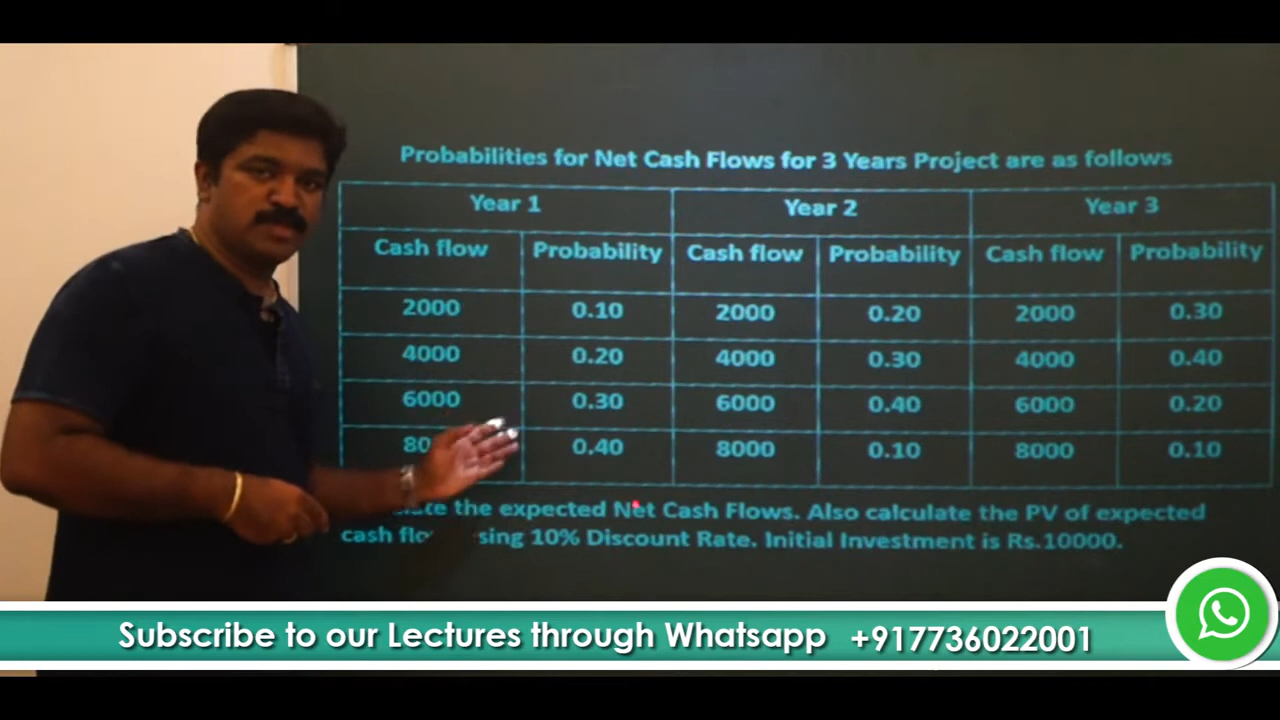 Probabilities for Net Cash Flows for 3 Years Project are as follows
Year 1 Year 2 Year 3
Cash flow Probability Cash flow Probability Cash flow Probability
2000 0.10 2000 0.20 2000 0.30
4000 0.20 4000 0.30 4000 0.40
6000 0.30 6000 0.40 6000 0.20
0.40 8000 0.10 8000 0.10
the expected Net Cash Flows. Also calculate the PV of expected
cash 10% Discount Rate. Initial Investment is Rs.10000.
Subscribe to our Lectures through Whatsapp +917736022001